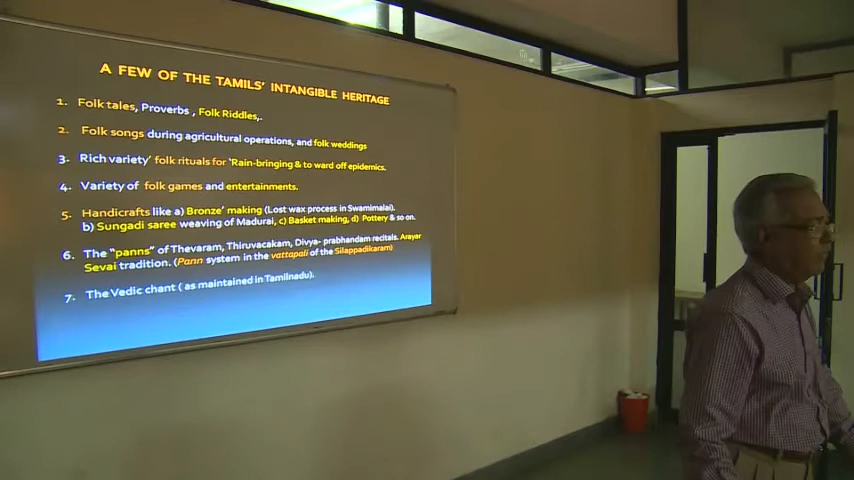 A FEW OF THE TAMILS' INTANGIBLE HERITAGE
1. Folk tales, Proverbs , Folk Riddles,.
2. Folk songs during agricultural operations, and folk weddings
3. Rich variety' folk rituals for 'Rain-bringing & to ward off epidemics.
4. Variety of folk games and entertainments.
5. Handicrafts like a) Bronze' making (Lost wax process in Swamimalai).
b) Sungadi saree weaving of Madurai, c) Basket making, d) Pottery & so on.
6. The "panns" of Thevaram, Thiruvacakam, Divya- prabhandam recitals. Arayar
Sevai tradition. (Pann system in the vattapali of the Silappadikaram)
7. The Vedic chant ( as maintained in Tamilnadu).